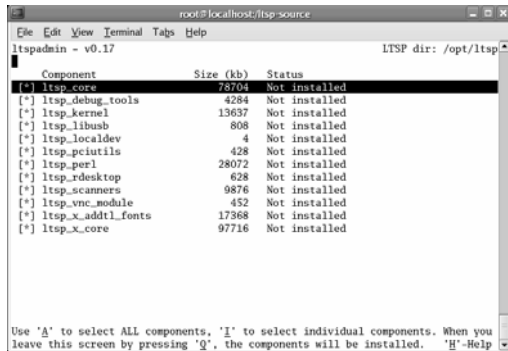 root@localhost:/ltsp-source
File Edit View Terminal Tabs Help
ltspadmin - v0.17 LTSP dir: /opt/ltsp
Component Size (kb) Status
[*] ltsp_core 78704 Not installed
[*] ltsp_debug_tools 4284 Not installed
[*] ltsp_kernel 13637 Not installed
[*] ltsp_libusb 808 Not installed
[*] ltsp_localdev 4 Not installed
[*] ltsp_pciutils 428 Not installed
[*] ltsp_perl 28072 Not installed
[*] ltsp_rdesktop 628 Not installed
[*] ltsp_scanners 9876 Not installed
[*] ltsp_vnc_module 452 Not installed
[*] ltsp_x_addtl_fonts 17368 Not installed
[*] ltsp_x_core 97716 Not installed
Use 'A' to select ALL components, 'I' to select individual components. When you
leave this screen by pressing 'Q', the components will be installed. 'H'-Help